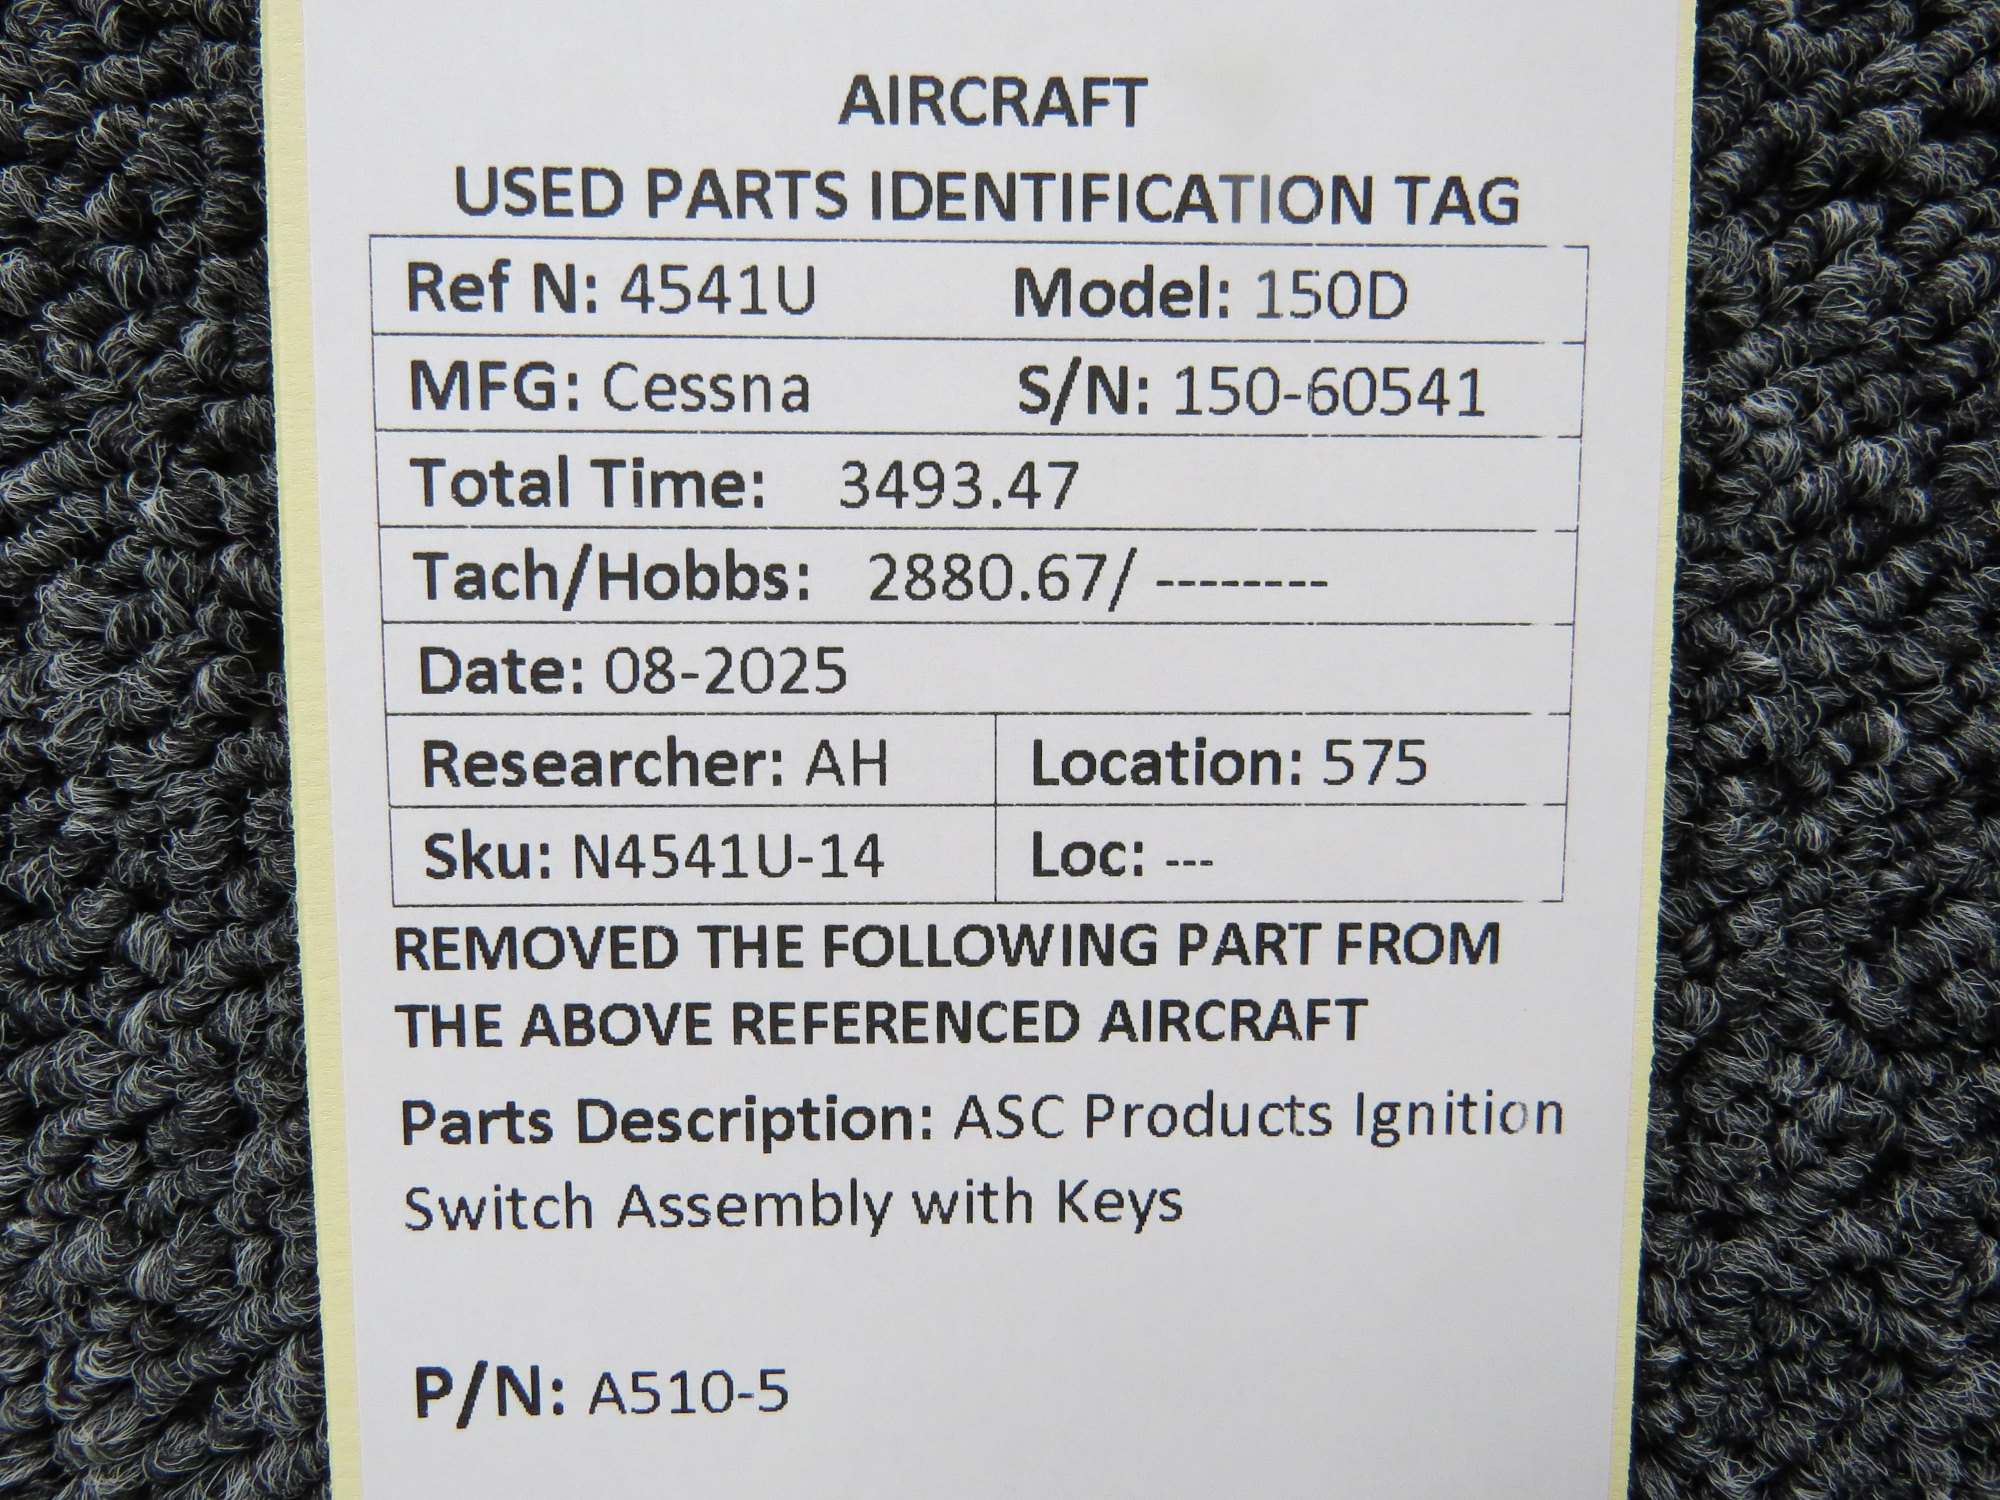 AIRCRAFT
USED PARTS IDENTIFICATION TAG
Ref N: 4541U Model: 150D
MFG: Cessna S/N: 150-60541
Total Time: 3493.47
Tach/Hobbs: 2880.67/ --------
Date: 08-2025
Researcher: AH Location: 575
Sku: N4541U-14 Loc: ---
REMOVED THE FOLLOWING PART FROM
THE ABOVE REFERENCED AIRCRAFT
Parts Description: ASC Products Ignition
Switch Assembly with Keys
P/N: A510-5